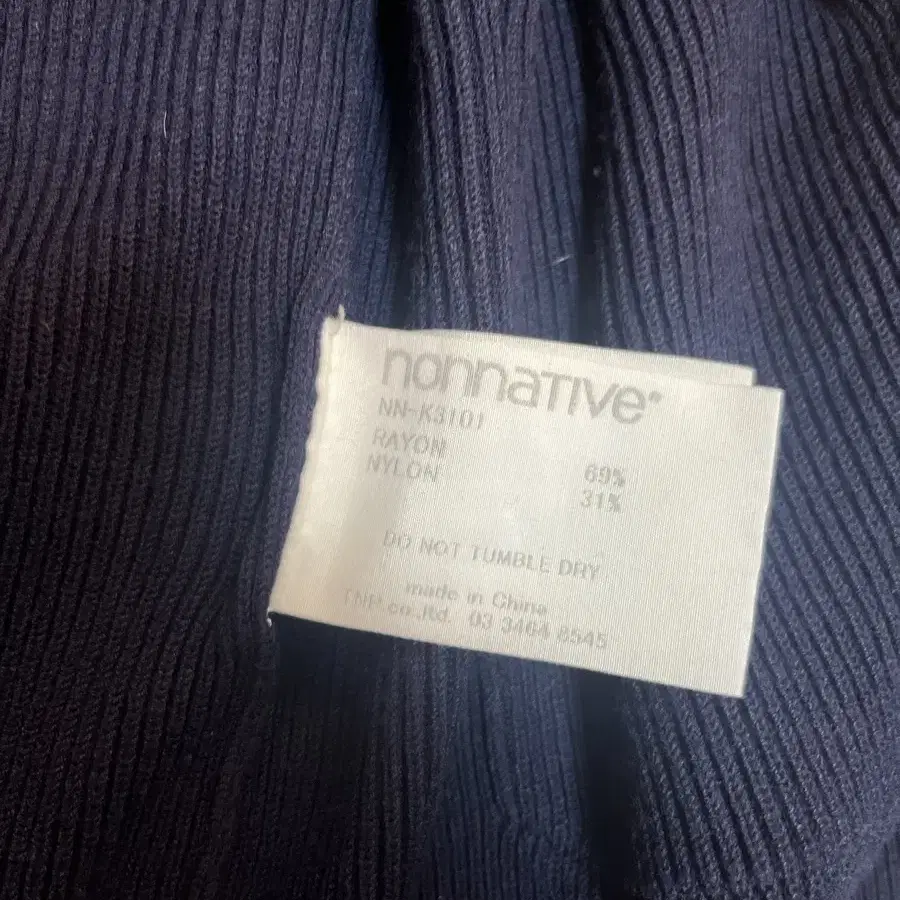 nonnative
NN-K3101
RAYON 69%
NYLON 31%
DO NOT TUMBLE DRY
made in China
TNP co.,ltd. 03 3464 8545